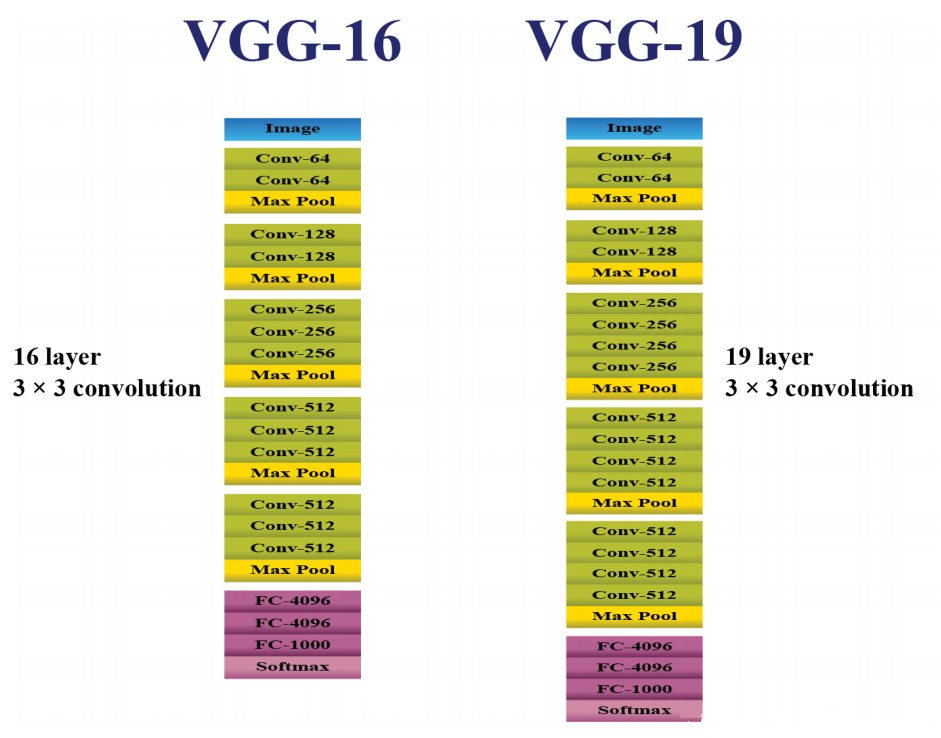 VGG-16
VGG-19
16 layer
3 × 3 convolution
Image
Conv-64
Conv-64
Max Pool
Conv-128
Conv-128
Max Pool
Conv-256
Conv-256
Conv-256
Max Pool
Conv-512
Conv-512
Conv-512
Max Pool
Conv-512
Conv-512
Conv-512
Max Pool
FC-4096
FC-4096
FC-1000
Softmax
Image
Conv-64
Conv-64
Max Pool
Conv-128
Conv-128
Max Pool
Conv-256
Conv-256
Conv-256
Conv-256
Max Pool
Conv-512
Conv-512
Conv-512
Conv-512
Max Pool
Conv-512
Conv-512
Conv-512
Conv-512
Max Pool
FC-4096
FC-4096
FC-1000
Softmax
19 layer
3 × 3 convolution